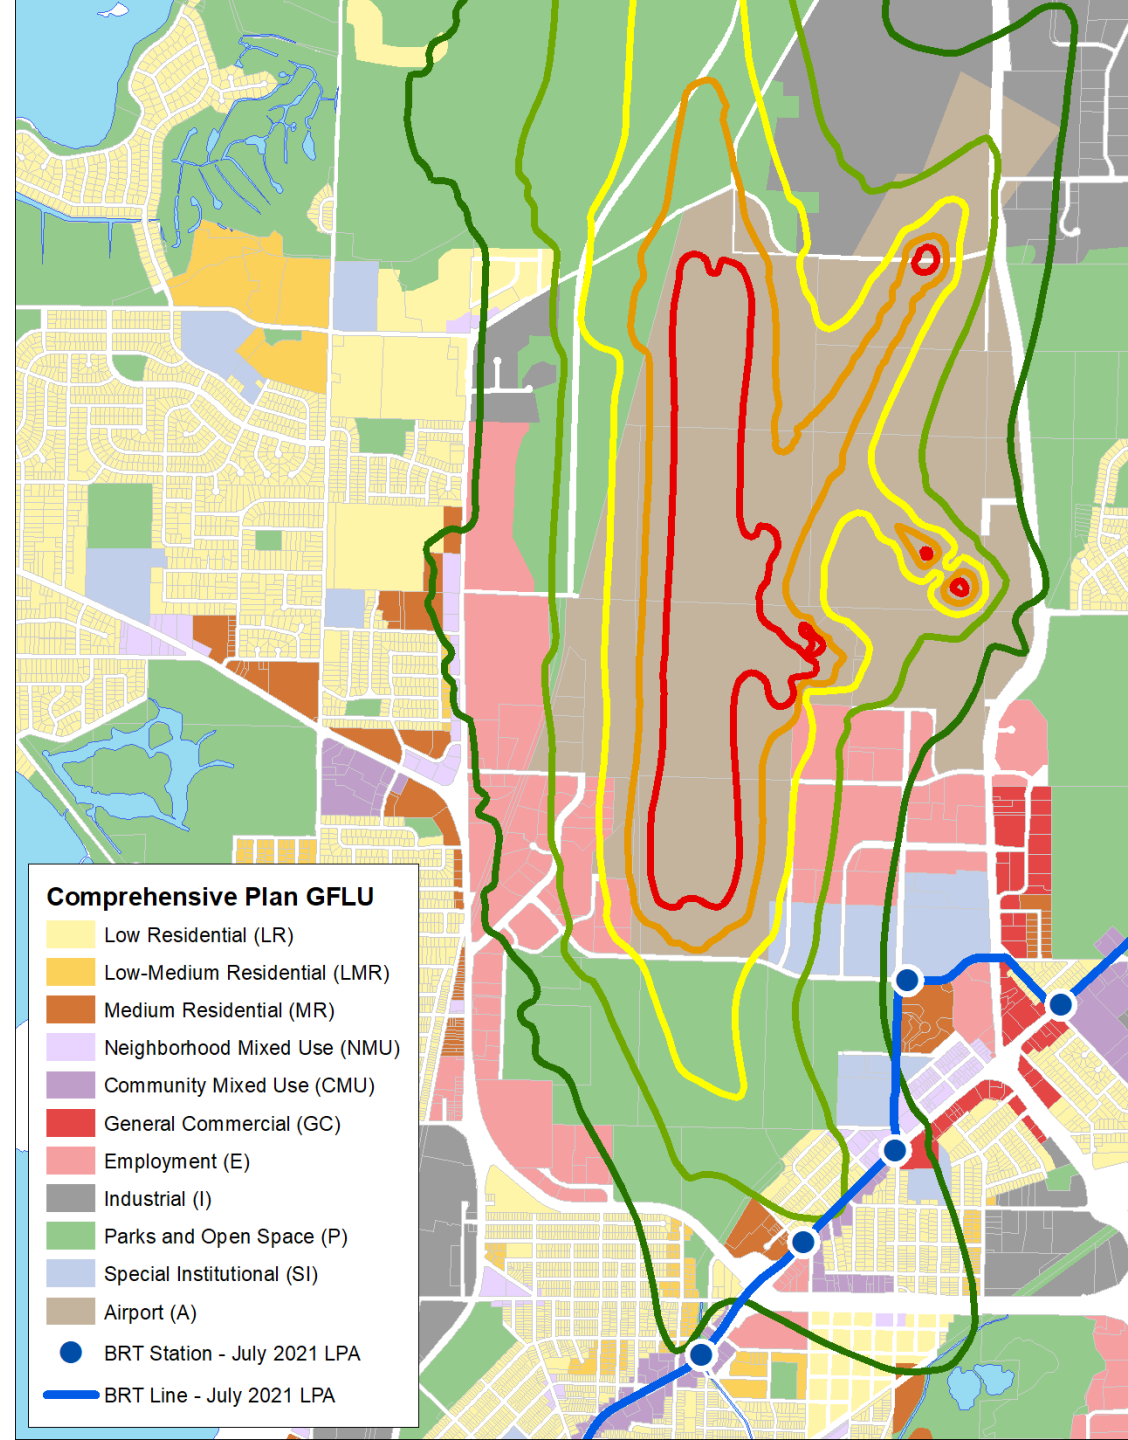 Comprehensive Plan GFLU
Low Residential (LR)
Low-Medium Residential (LMR)
Medium Residential (MR)
Neighborhood Mixed Use (NMU)
Community Mixed Use (CMU)
General Commercial (GC)
Employment (E)
Industrial (I)
Parks and Open Space (P)
Special Institutional (SI)
Airport (A)
BRT Station - July 2021 LPA
BRT Line - July 2021 LPA